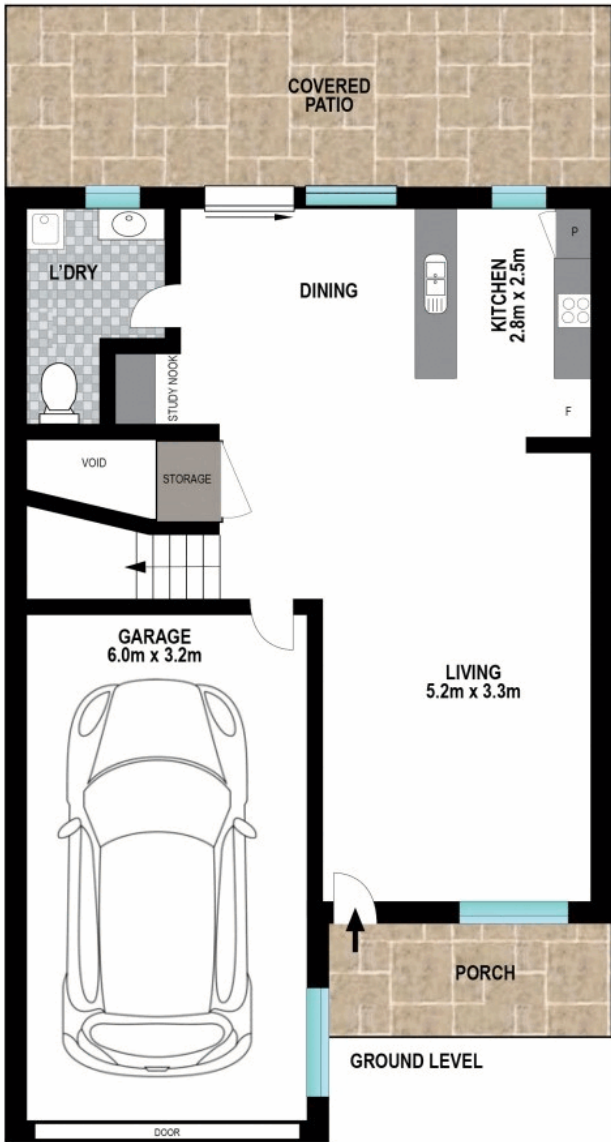 COVERED
PATIO
L'DRY
DINING
KITCHEN
2.8m x 2.5m
P
STUDY NOOK
F
VOID
STORAGE
GARAGE
6.0m x 3.2m
LIVING
5.2m x 3.3m
PORCH
GROUND LEVEL
DOOR